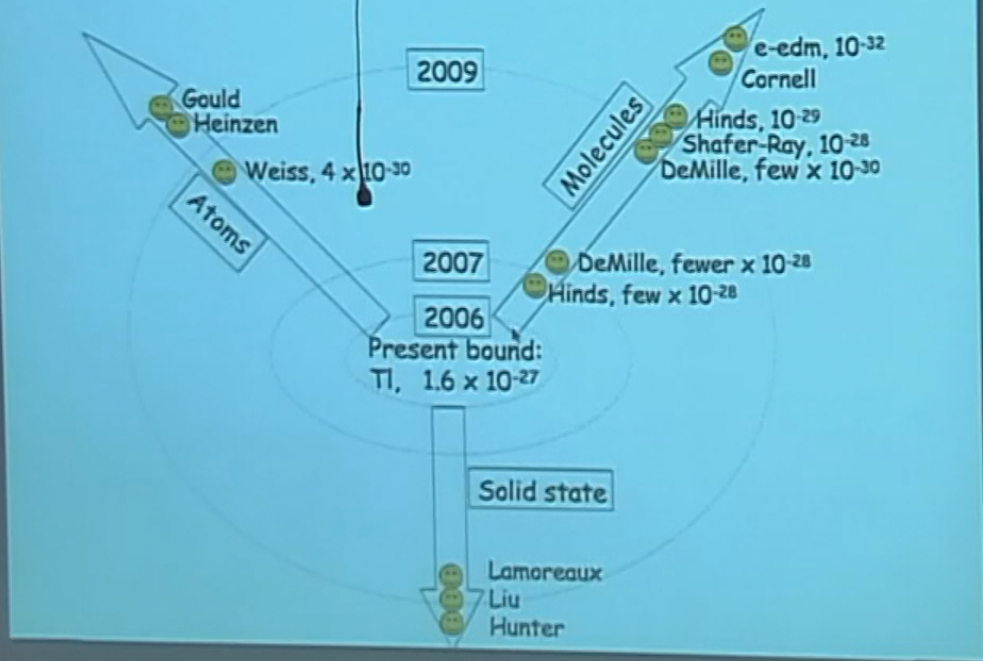 2009
e-edm, 10⁻³²
Cornell
Gould
Heinzen
Molecules
Hinds, 10⁻²⁹
Shafer-Ray, 10⁻²⁸
DeMille, few x 10⁻³⁰
Weiss, 4 x 10⁻³⁰
Atoms
2007
DeMille, fewer x 10⁻²⁸
Hinds, few x 10⁻²⁸
2006
Present bound:
Tl, 1.6 x 10⁻²⁷
Solid state
Lamoreaux
Liu
Hunter